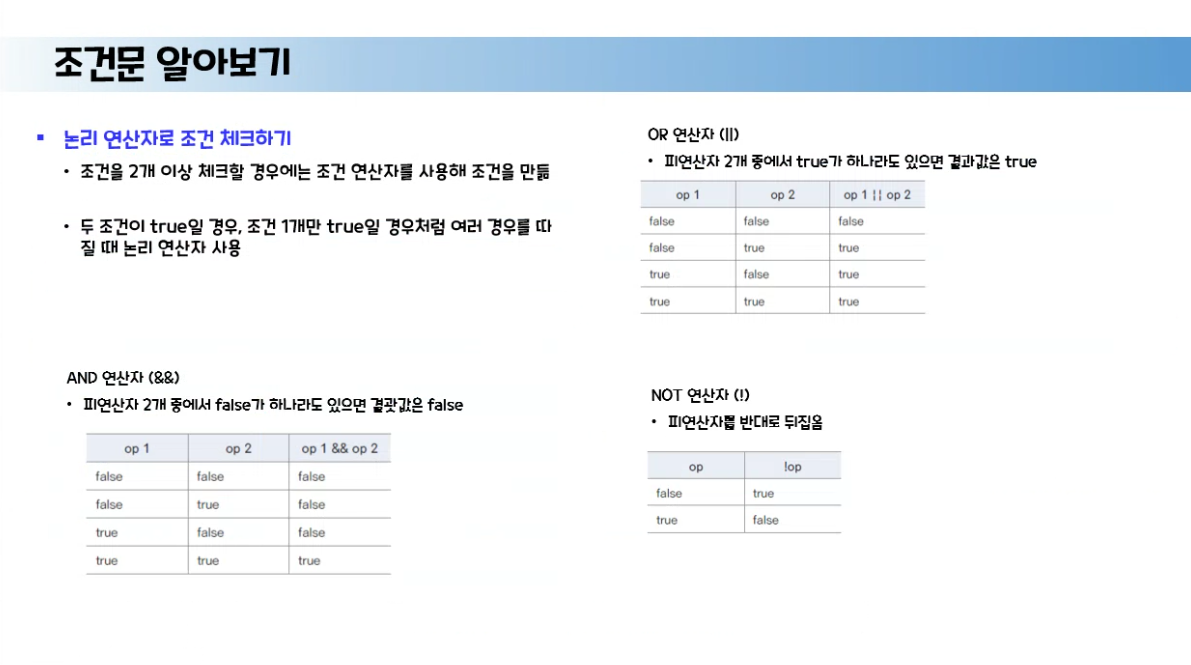 조건문 알아보기
▪ 논리 연산자로 조건 체크하기
• 조건을 2개 이상 체크할 경우에는 조건 연산자를 사용해 조건을 만듦
• 두 조건이 true일 경우, 조건 1개만 true일 경우처럼 여러 경우를 따
질 때 논리 연산자 사용
AND 연산자 (&&)
• 피연산자 2개 중에서 false가 하나라도 있으면 결괏값은 false
op 1 op 2 op 1 && op 2
false false false
false true false
true false false
true true true
OR 연산자 (||)
• 피연산자 2개 중에서 true가 하나라도 있으면 결과값은 true
op 1 op 2 op 1 || op 2
false false false
false true true
true false true
true true true
NOT 연산자 (!)
• 피연산자를 반대로 뒤집음
op !op
false true
true false